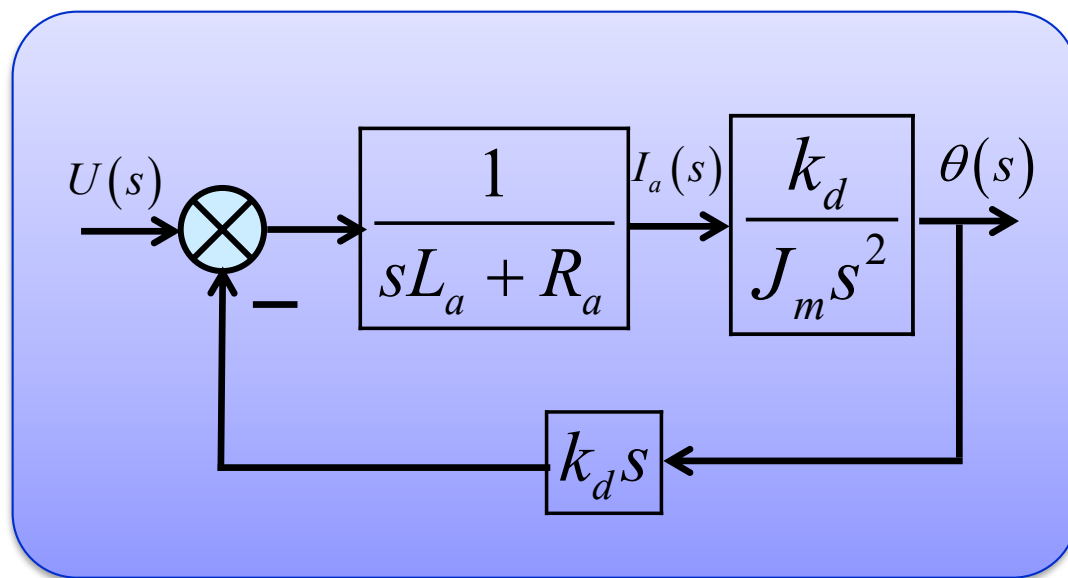 U(s)
1
sL_a + R_a
I_a(s)
k_d
J_m s^2
θ(s)
−
k_d s